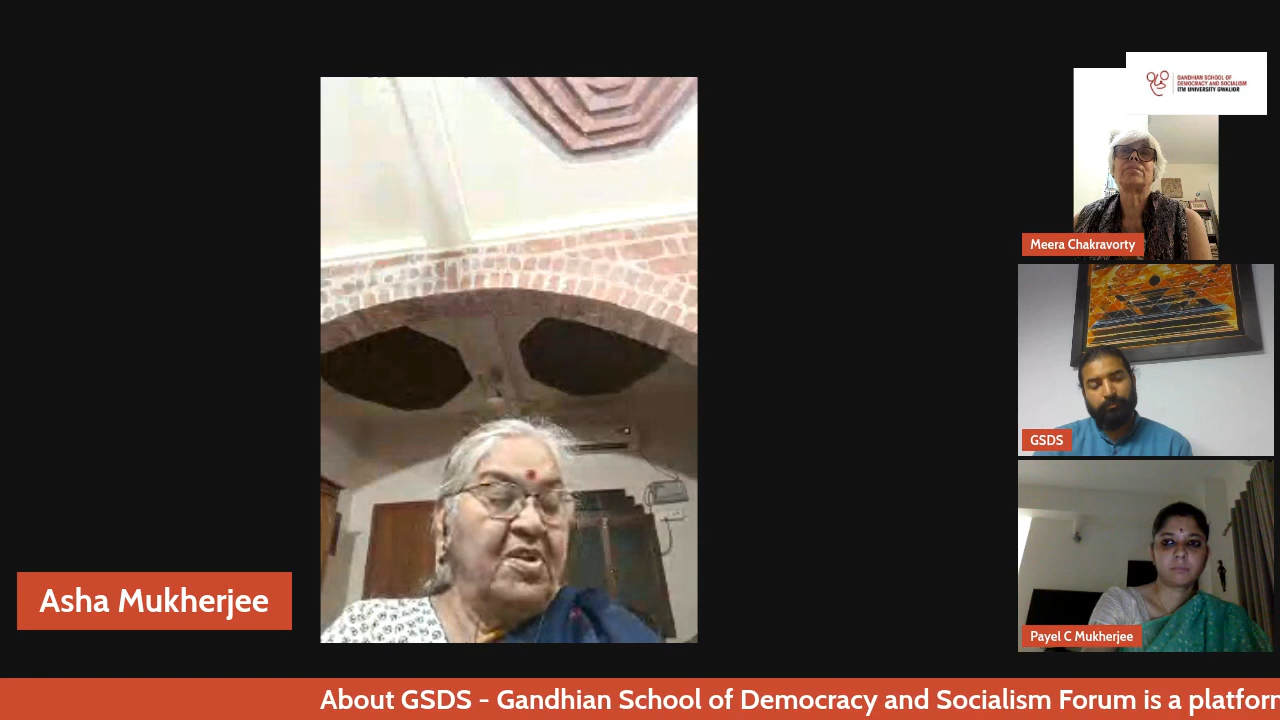 GANDHIAN SCHOOL OF
DEMOCRACY AND SOCIALISM
ITM UNIVERSITY GWALIOR
Meera Chakravorty
GSDS
Payel C Mukherjee
Asha Mukherjee
About GSDS - Gandhian School of Democracy and Socialism Forum is a platform